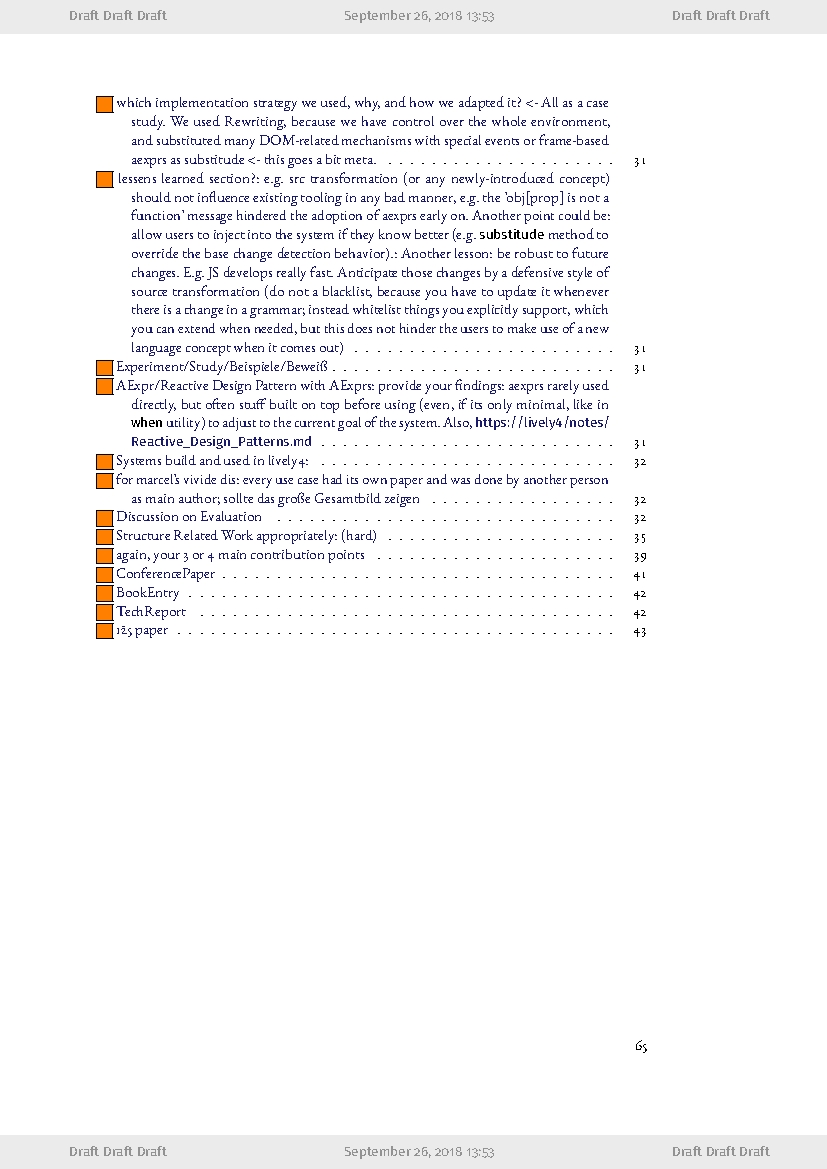 Draft Draft Draft September 26, 2018 13:53 Draft Draft Draft
which implementation strategy we used, why, and how we adapted it? <- All as a case
study. We used Rewriting, because we have control over the whole environment,
and substituted many DOM-related mechanisms with special events or frame-based
aexprs as substitude <- this goes a bit meta. . . . . . . . . . . . . . . . . . . . . . 31
lessens learned section?: e.g. src transformation (or any newly-introduced concept)
should not influence existing tooling in any bad manner, e.g. the 'obj[prop] is not a
function' message hindered the adoption of aexprs early on. Another point could be:
allow users to inject into the system if they know better (e.g. substitude method to
override the base change detection behavior).: Another lesson: be robust to future
changes. E.g. JS develops really fast. Anticipate those changes by a defensive style of
source transformation (do not a blacklist, because you have to update it whenever
there is a change in a grammar; instead whitelist things you explicitly support, which
you can extend when needed, but this does not hinder the users to make use of a new
language concept when it comes out) . . . . . . . . . . . . . . . . . . . . . . . . 31
Experiment/Study/Beispiele/Beweiß . . . . . . . . . . . . . . . . . . . . . . . . . . 31
AExpr/Reactive Design Pattern with AExprs: provide your findings: aexprs rarely used
directly, but often stuff built on top before using (even, if its only minimal, like in
when utility) to adjust to the current goal of the system. Also, https://lively4/notes/
Reactive_Design_Patterns.md . . . . . . . . . . . . . . . . . . . . . . . . . . . 31
Systems build and used in lively4: . . . . . . . . . . . . . . . . . . . . . . . . . . . 32
for marcel's vivide dis: every use case had its own paper and was done by another person
as main author; sollte das große Gesamtbild zeigen . . . . . . . . . . . . . . . . . 32
Discussion on Evaluation . . . . . . . . . . . . . . . . . . . . . . . . . . . . . . . 32
Structure Related Work appropriately: (hard) . . . . . . . . . . . . . . . . . . . . . 35
again, your 3 or 4 main contribution points . . . . . . . . . . . . . . . . . . . . . . 39
ConferencePaper . . . . . . . . . . . . . . . . . . . . . . . . . . . . . . . . . . . . 41
BookEntry . . . . . . . . . . . . . . . . . . . . . . . . . . . . . . . . . . . . . . . 42
TechReport . . . . . . . . . . . . . . . . . . . . . . . . . . . . . . . . . . . . . . 42
125 paper . . . . . . . . . . . . . . . . . . . . . . . . . . . . . . . . . . . . . . . . 43
65
Draft Draft Draft September 26, 2018 13:53 Draft Draft Draft